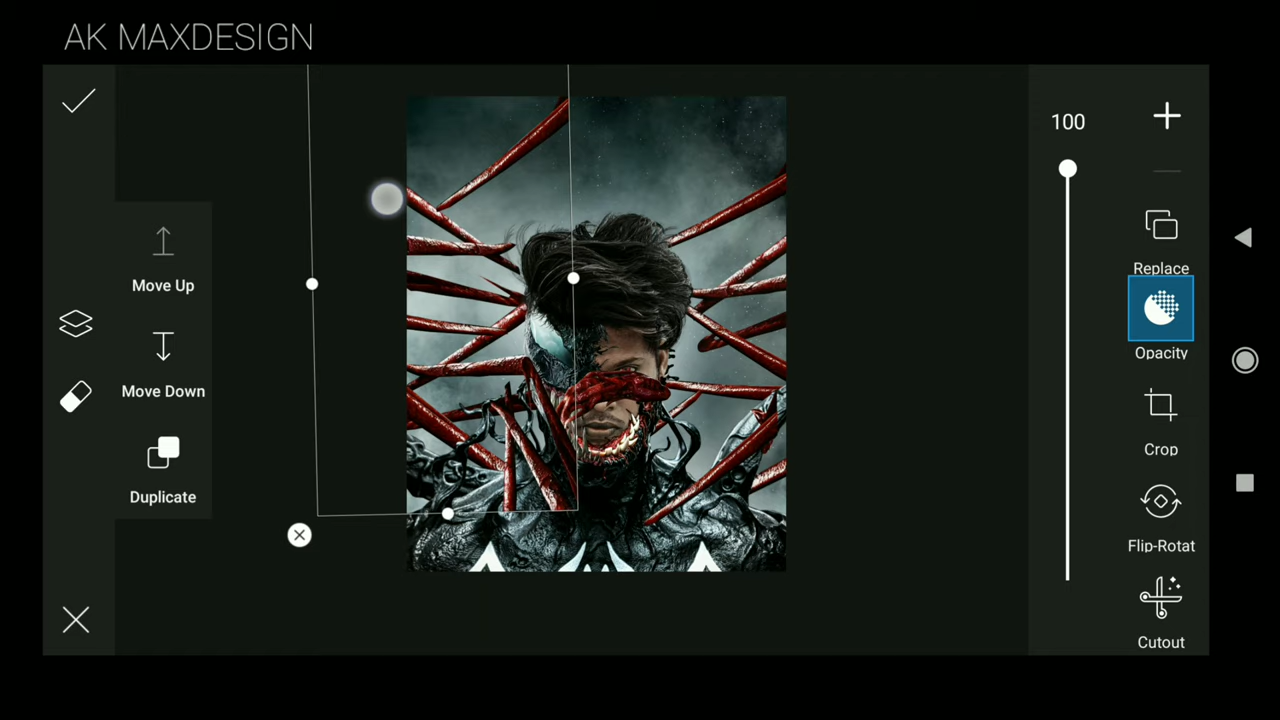 AK MAXDESIGN
100
Move Up
Move Down
Duplicate
Replace
Opacity
Crop
Flip-Rotat
Cutout